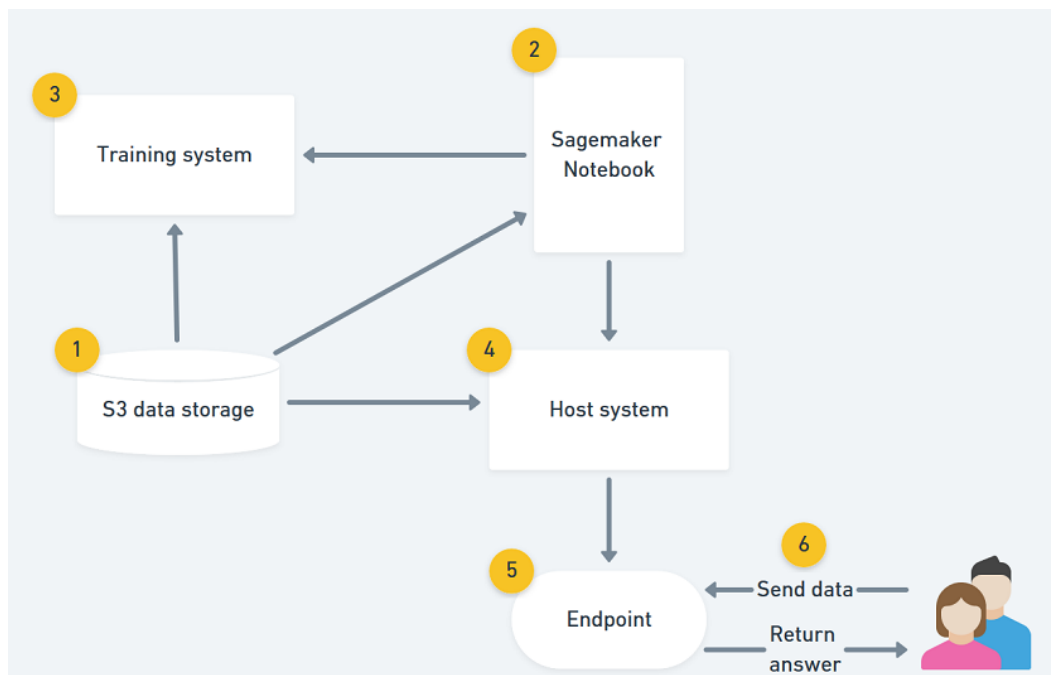 2
3
Sagemaker
Notebook
Training system
1
4
S3 data storage
Host system
6
5
Send data
Endpoint
Return
answer